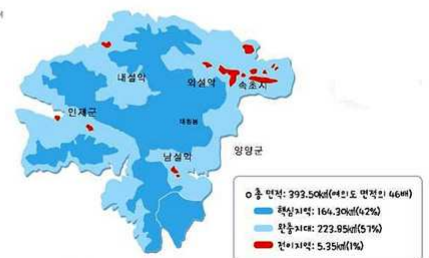 내설악
외설악
속초시
인제군
대청봉
남설악
양양군
총 면적: 393.50㎢(여의도 면적의 46배)
핵심지역: 164.30㎢(42%)
완충지대: 223.85㎢(57%)
전이지역: 5.35㎢(1%)